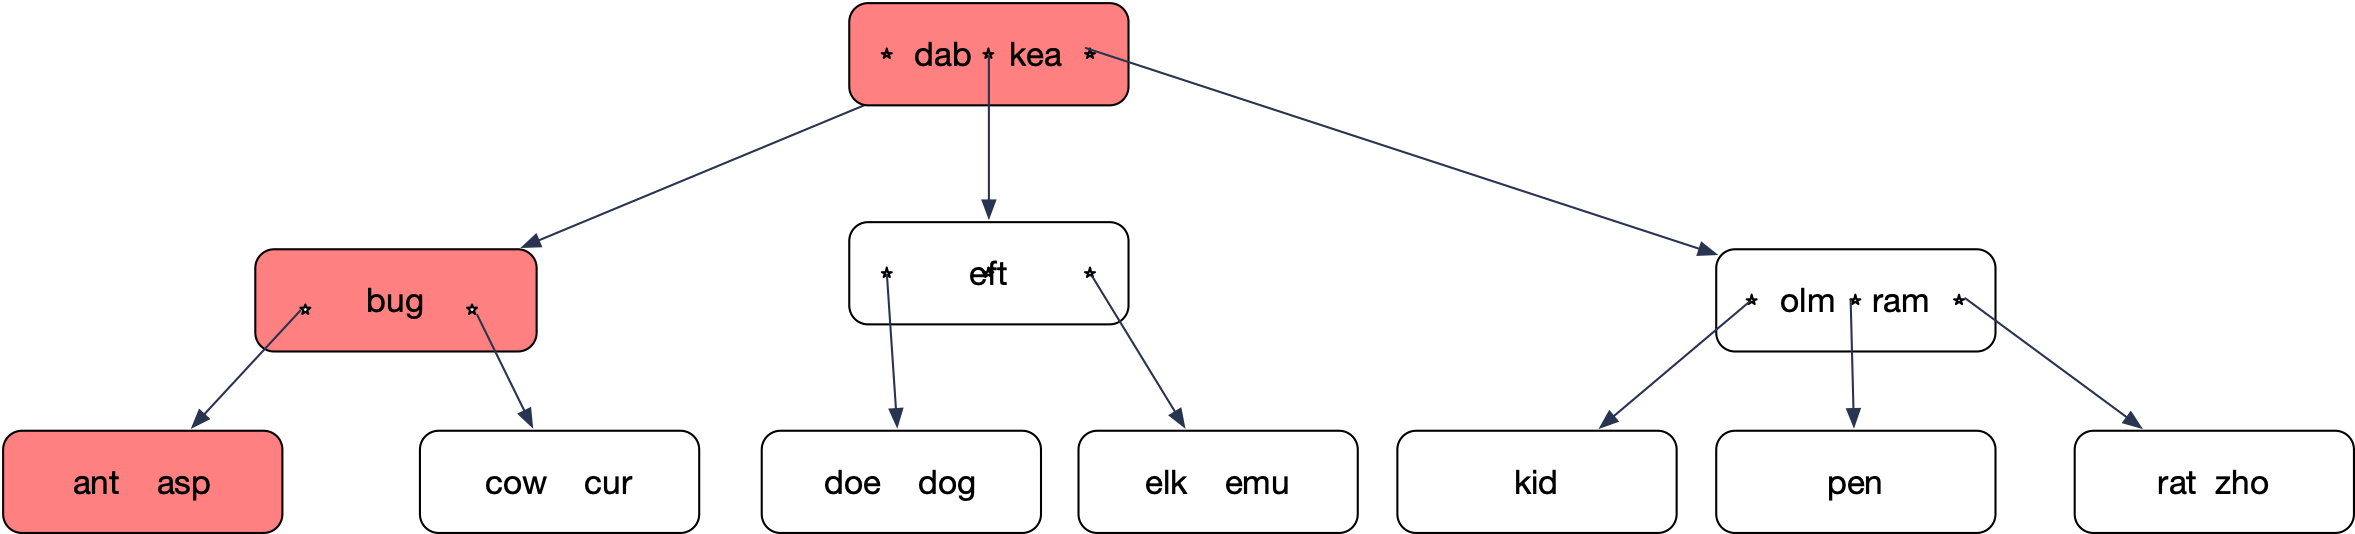 dab kea
bug
eft
olm ram
ant asp
cow cur
doe dog
elk emu
kid
pen
rat zho